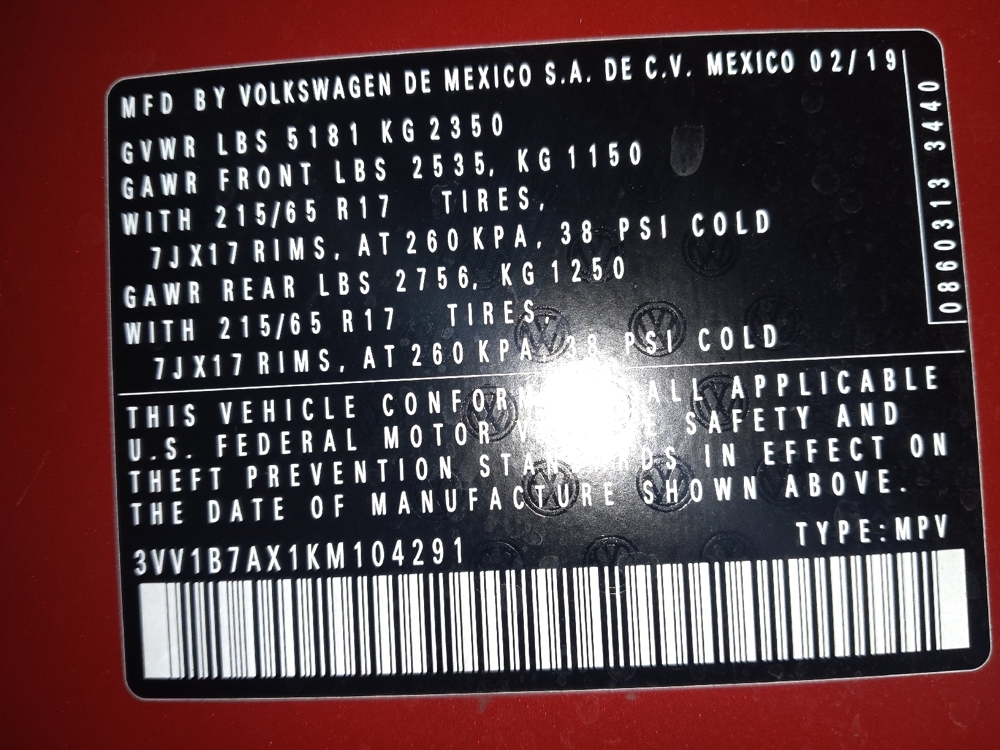 MFD BY VOLKSWAGEN DE MEXICO S.A. DE C.V. MEXICO 02/19
GVWR LBS 5181 KG 2350
GAWR FRONT LBS 2535, KG 1150
WITH 215/65 R17 TIRES,
7JX17 RIMS, AT 260 KPA, 38 PSI COLD
GAWR REAR LBS 2756, KG 1250
WITH 215/65 R17 TIRES,
7JX17 RIMS, AT 260 KPA, 38 PSI COLD
THIS VEHICLE CONFORM ALL APPLICABLE
U.S. FEDERAL MOTOR SAFETY AND
THEFT PREVENTION STANDARDS IN EFFECT ON
THE DATE OF MANUFACTURE SHOWN ABOVE.
TYPE:MPV
3VV1B7AX1KM104291
0860313 3440